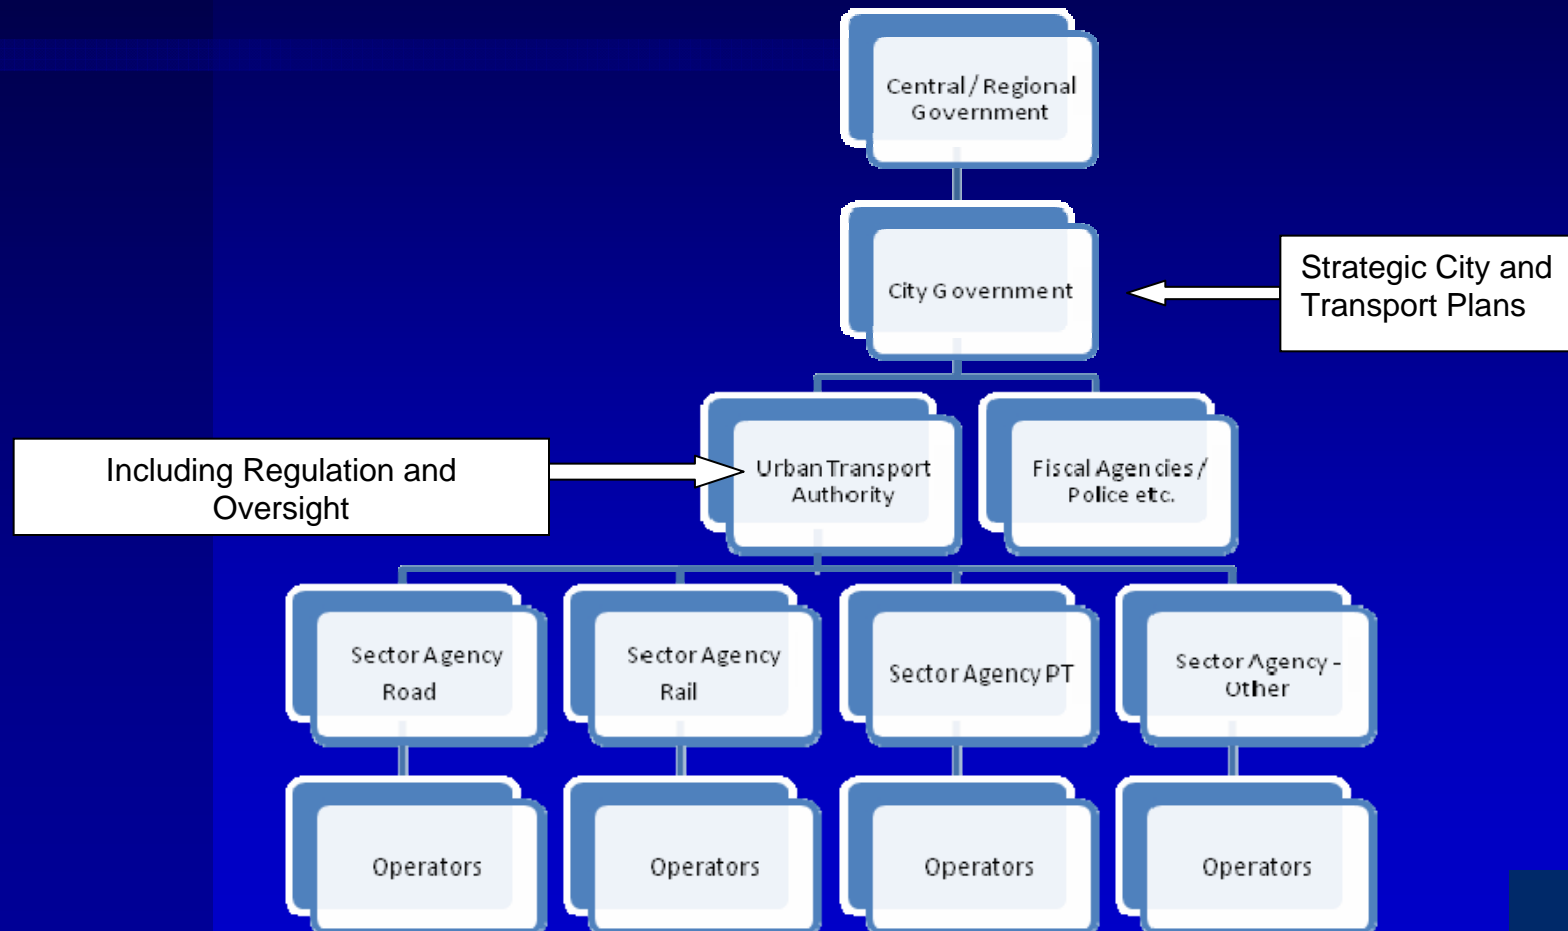 Central / Regional
Government
City Government
Strategic City and
Transport Plans
Including Regulation and
Oversight
Urban Transport
Authority
Fiscal Agencies /
Police etc.
Sector Agency
Road
Sector Agency
Rail
Sector Agency PT
Sector Agency -
Other
Operators
Operators
Operators
Operators